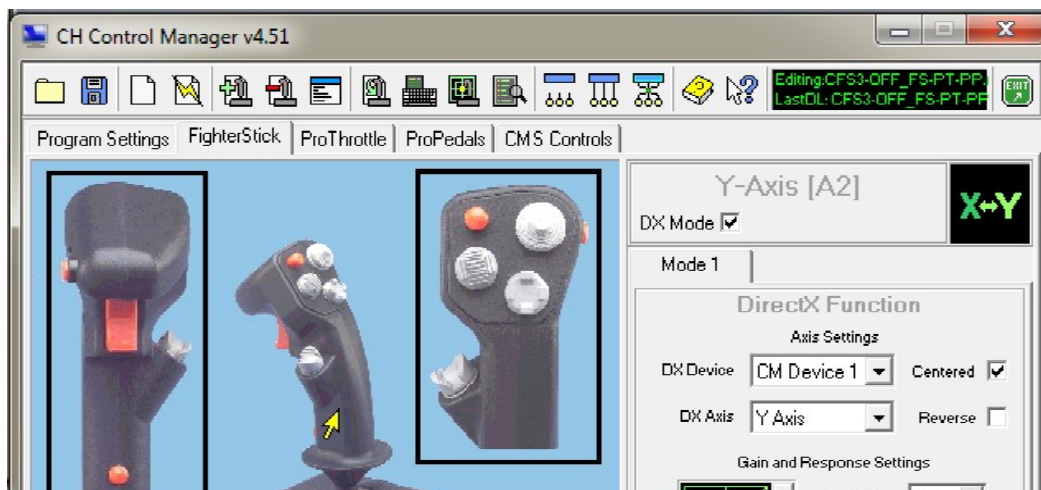 CH Control Manager v4.51
Editing:CFS3-OFF_FS-PT-PP.
LastDL: CFS3-OFF_FS-PT-PP
EXIT
Program Settings FighterStick ProThrottle ProPedals CMS Controls
Y-Axis [A2]
DX Mode
X↔Y
Mode 1
DirectX Function
Axis Settings
DX Device CM Device 1 Centered
DX Axis Y Axis Reverse
Gain and Response Settings